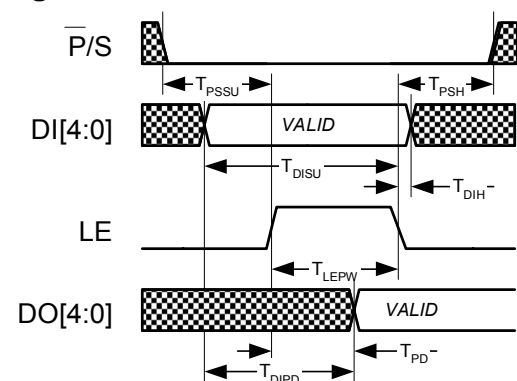 P̅/S
T_PSSU T_PSH
DI[4:0] VALID
T_DISU
T_DIH
LE
T_LEPW
DO[4:0] VALID
T_PD
T_DIPD